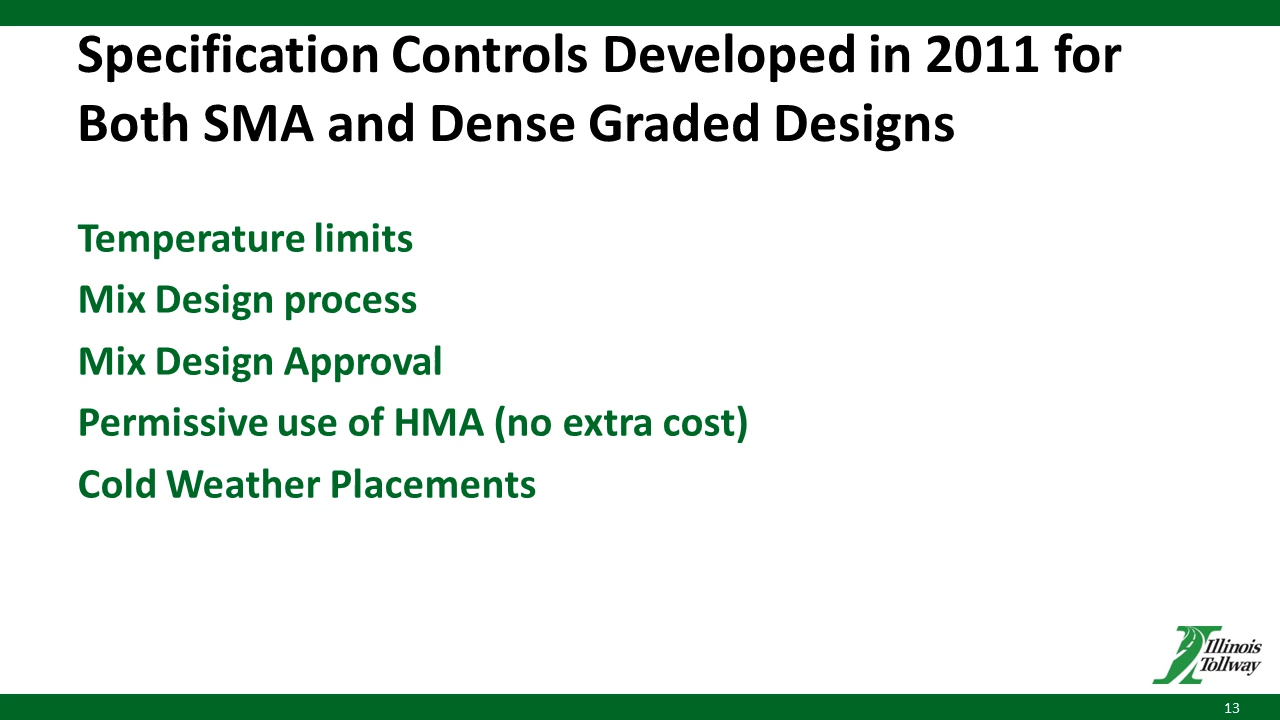 Specification Controls Developed in 2011 for
Both SMA and Dense Graded Designs
Temperature limits
Mix Design process
Mix Design Approval
Permissive use of HMA (no extra cost)
Cold Weather Placements
Illinois
Tollway
13